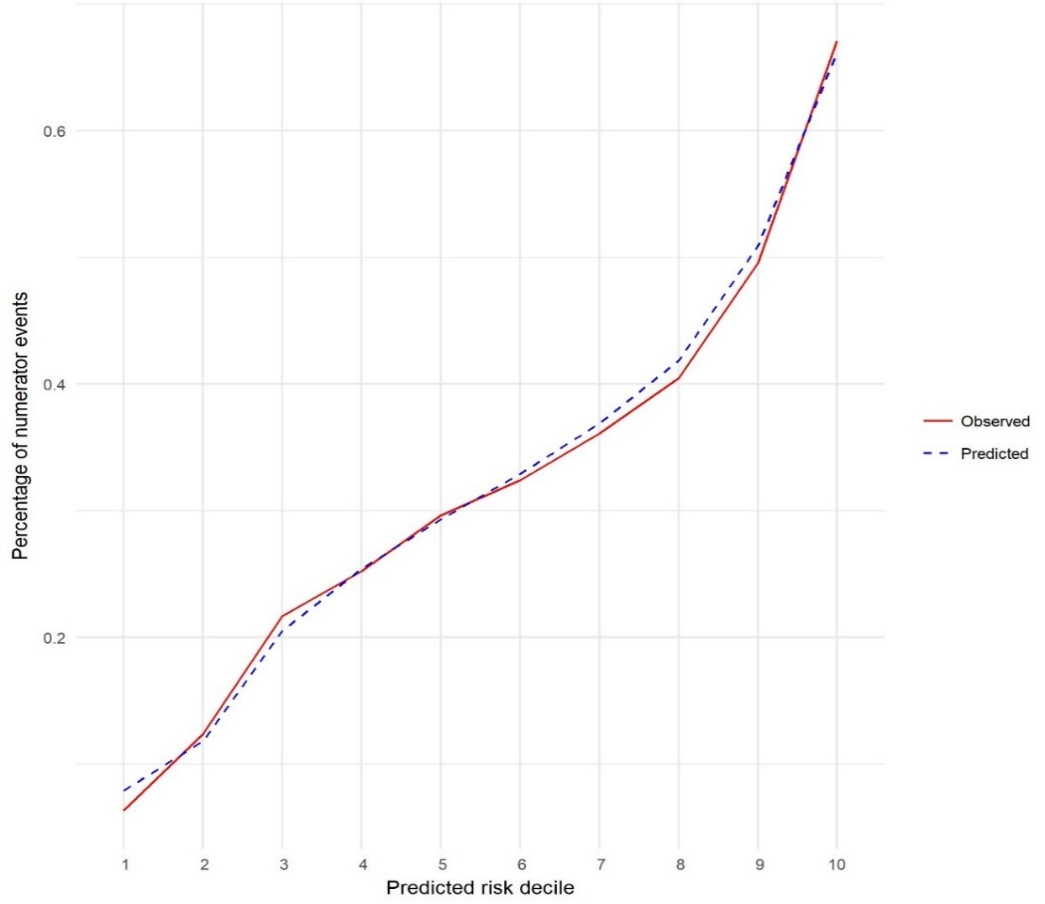 Percentage of numerator events
0.6
0.4
0.2
1 2 3 4 5 6 7 8 9 10
Predicted risk decile
Observed
Predicted